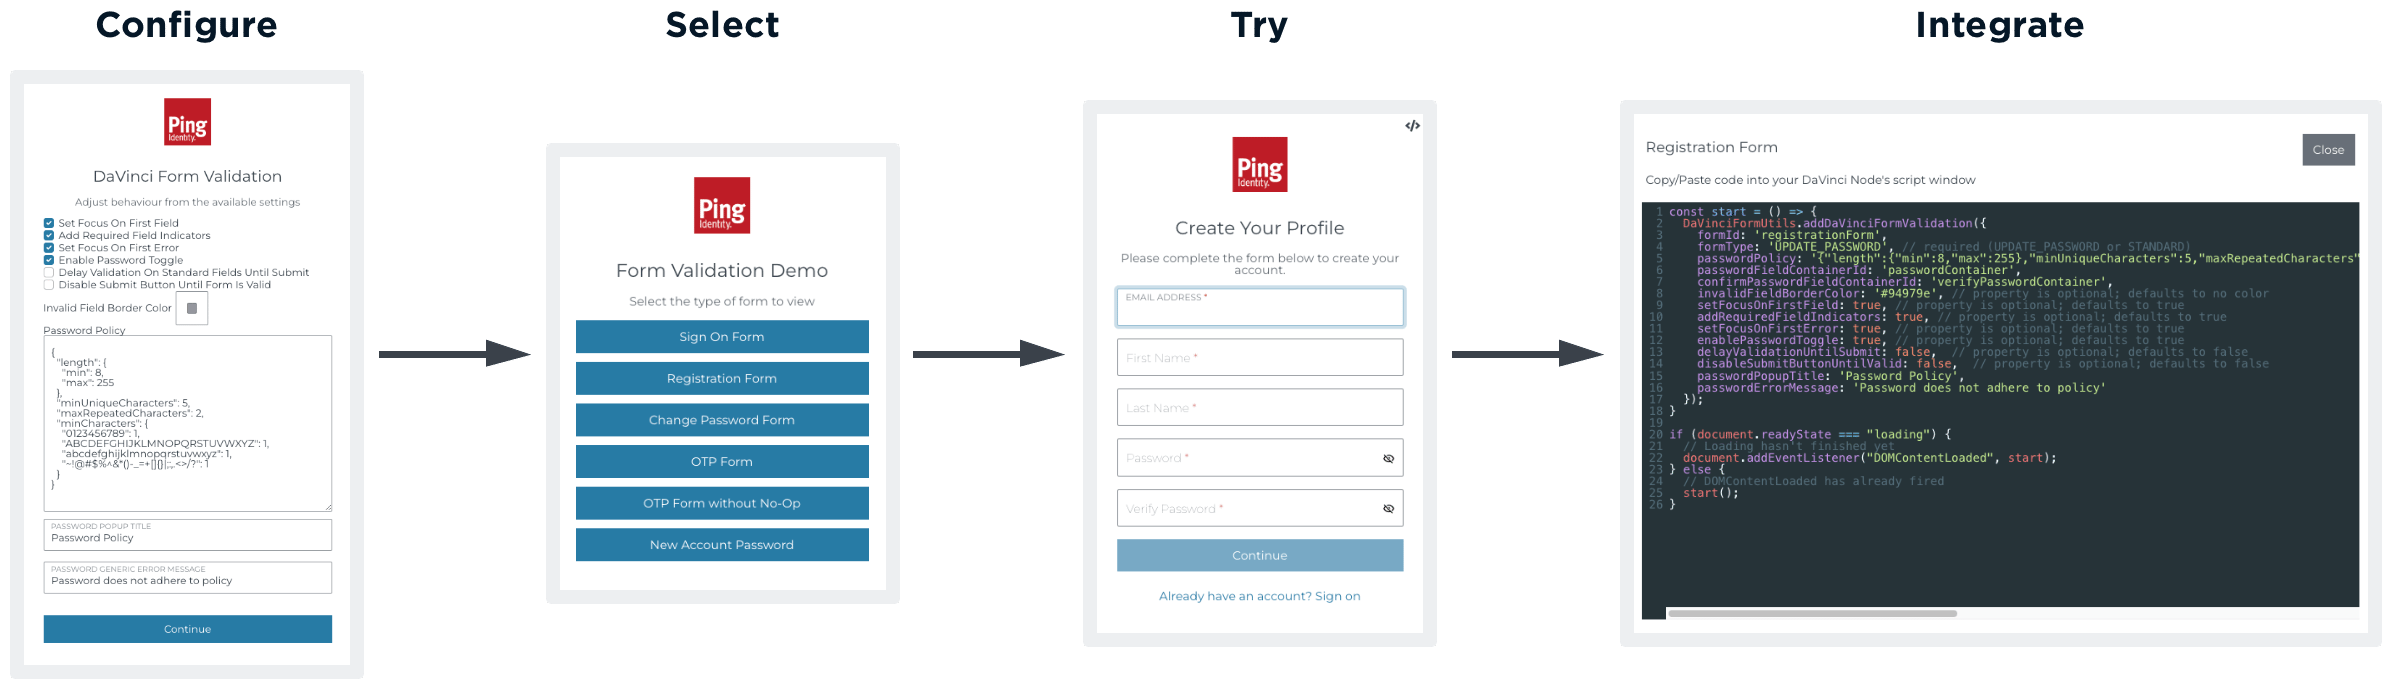 Configure
Ping
Identity.
DaVinci Form Validation
Adjust behaviour from the available settings
Set Focus On First Field
Add Required Field Indicators
Set Focus On First Error
Enable Password Toggle
Delay Validation On Standard Fields Until Submit
Disable Submit Button Until Form Is Valid
Invalid Field Border Color
Password Policy
{
"length": {
"min": 8,
"max": 255
},
"minUniqueCharacters": 5,
"maxRepeatedCharacters": 2,
"minCharacters": {
"0123456789": 1,
"ABCDEFGHIJKLMNOPQRSTUVWXYZ": 1,
"abcdefghijklmnopqrstuvwxyz": 1,
"~!@#$%^&*()-_=+[]{}|;:,.<>/?": 1
}
}
PASSWORD POPUP TITLE
Password Policy
PASSWORD GENERIC ERROR MESSAGE
Password does not adhere to policy
Continue
Select
Ping
Identity.
Form Validation Demo
Select the type of form to view
Sign On Form
Registration Form
Change Password Form
OTP Form
OTP Form without No-Op
New Account Password
Try
</>
Ping
Identity.
Create Your Profile
Please complete the form below to create your
account.
EMAIL ADDRESS *
First Name *
Last Name *
Password *
Verify Password *
Continue
Already have an account? Sign on
Integrate
Registration Form
Close
Copy/Paste code into your DaVinci Node's script window
1 const start = () => {
2 DaVinciFormUtils.addDaVinciFormValidation({
3 formId: 'registrationForm',
4 formType: 'UPDATE_PASSWORD', // required (UPDATE_PASSWORD or STANDARD)
5 passwordPolicy: '{"length":{"min":8,"max":255},"minUniqueCharacters":5,"maxRepeatedCharacters"
6 passwordFieldContainerId: 'passwordContainer',
7 confirmPasswordFieldContainerId: 'verifyPasswordContainer',
8 invalidFieldBorderColor: '#94979e', // property is optional; defaults to no color
9 setFocusOnFirstField: true, // property is optional; defaults to true
10 addRequiredFieldIndicators: true, // property is optional; defaults to true
11 setFocusOnFirstError: true, // property is optional; defaults to true
12 enablePasswordToggle: true, // property is optional; defaults to true
13 delayValidationUntilSubmit: false, // property is optional; defaults to false
14 disableSubmitButtonUntilValid: false, // property is optional; defaults to false
15 passwordPopupTitle: 'Password Policy',
16 passwordErrorMessage: 'Password does not adhere to policy'
17 });
18 }
19
20 if (document.readyState === "loading") {
21 // Loading hasn't finished yet
22 document.addEventListener("DOMContentLoaded", start);
23 } else {
24 // DOMContentLoaded has already fired
25 start();
26 }